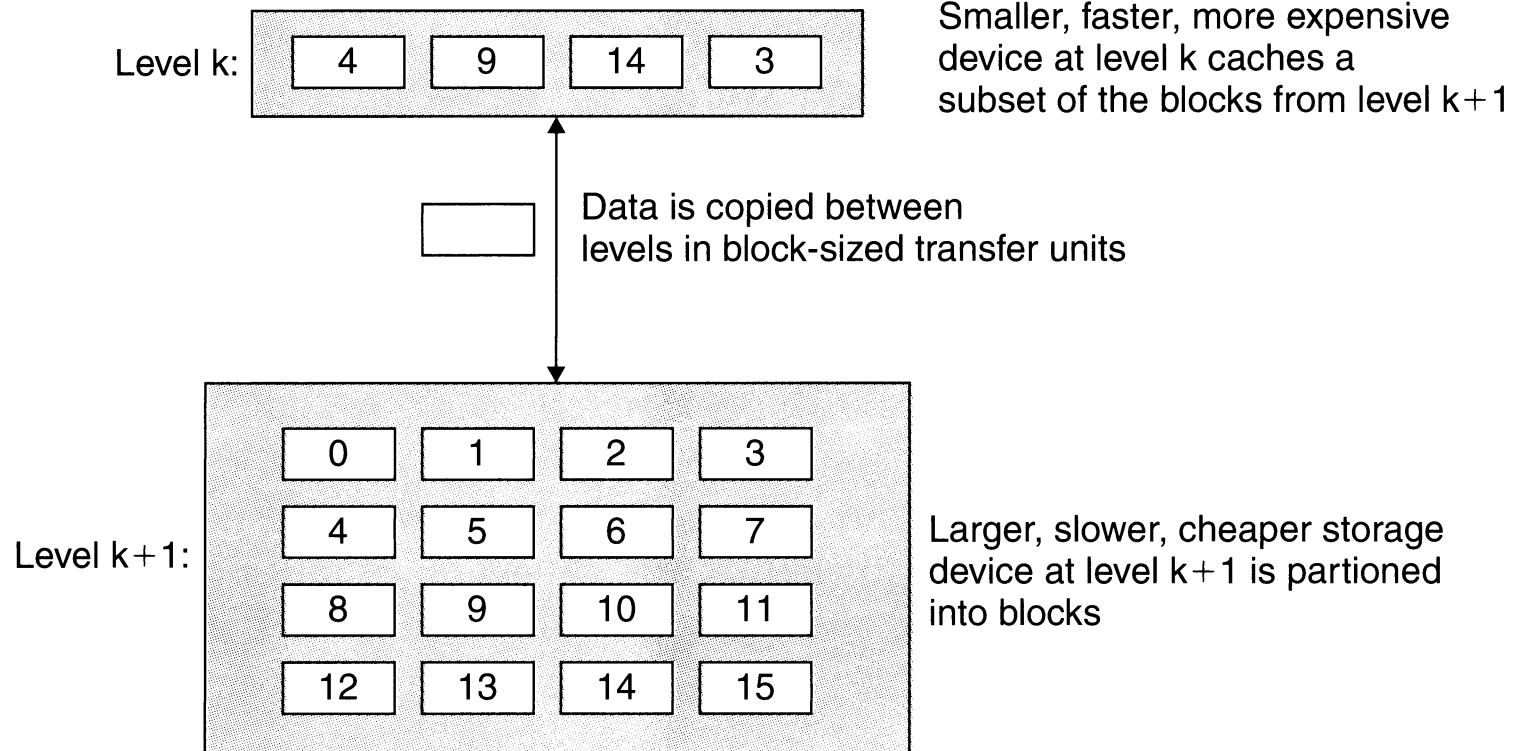 Level k:
4 9 14 3
Smaller, faster, more expensive
device at level k caches a
subset of the blocks from level k+1
Data is copied between
levels in block-sized transfer units
Level k+1:
0 1 2 3
4 5 6 7
8 9 10 11
12 13 14 15
Larger, slower, cheaper storage
device at level k+1 is partioned
into blocks